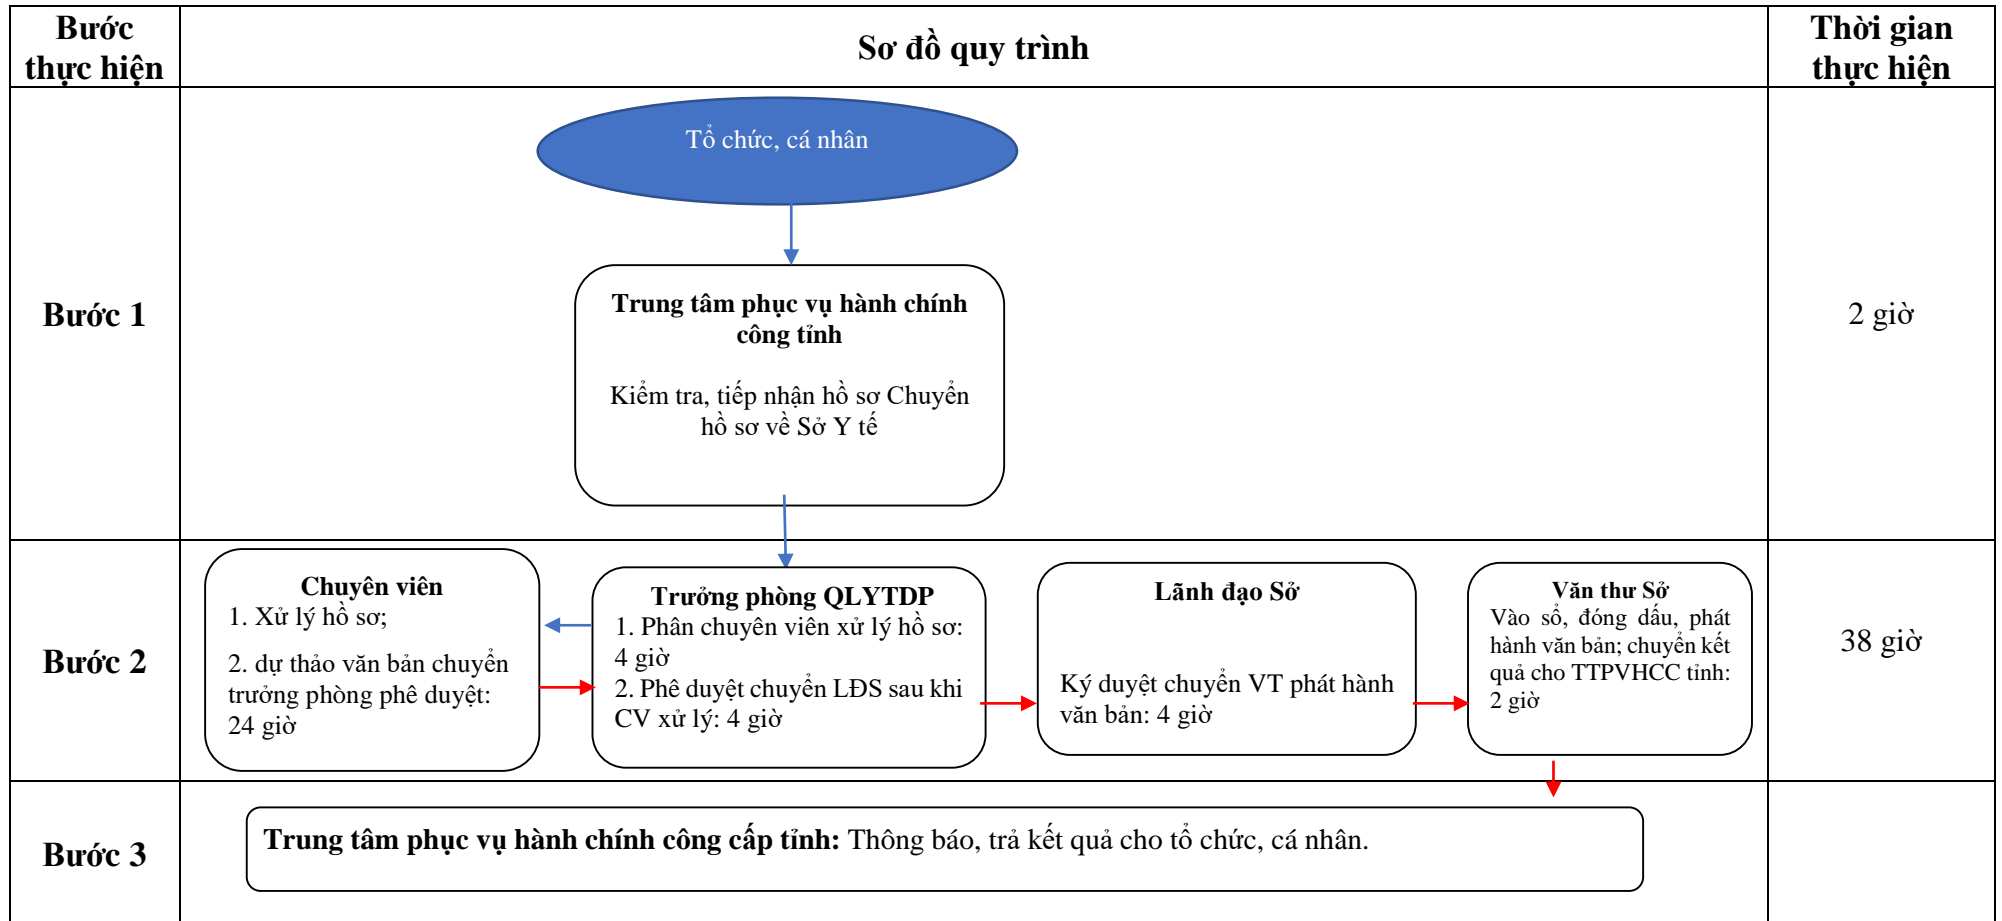 Bước
thực hiện
Sơ đồ quy trình
Thời gian
thực hiện
Bước 1
Tổ chức, cá nhân
Trung tâm phục vụ hành chính
công tỉnh
Kiểm tra, tiếp nhận hồ sơ Chuyển
hồ sơ về Sở Y tế
2 giờ
Bước 2
Chuyên viên
1. Xử lý hồ sơ;
2. dự thảo văn bản chuyển
trưởng phòng phê duyệt:
24 giờ
Trưởng phòng QLYTDP
1. Phân chuyên viên xử lý hồ sơ:
4 giờ
2. Phê duyệt chuyển LĐS sau khi
CV xử lý: 4 giờ
Lãnh đạo Sở
Ký duyệt chuyển VT phát hành
văn bản: 4 giờ
Văn thư Sở
Vào sổ, đóng dấu, phát
hành văn bản; chuyển kết
quả cho TTPVHCC tỉnh:
2 giờ
38 giờ
Bước 3
Trung tâm phục vụ hành chính công cấp tỉnh: Thông báo, trả kết quả cho tổ chức, cá nhân.